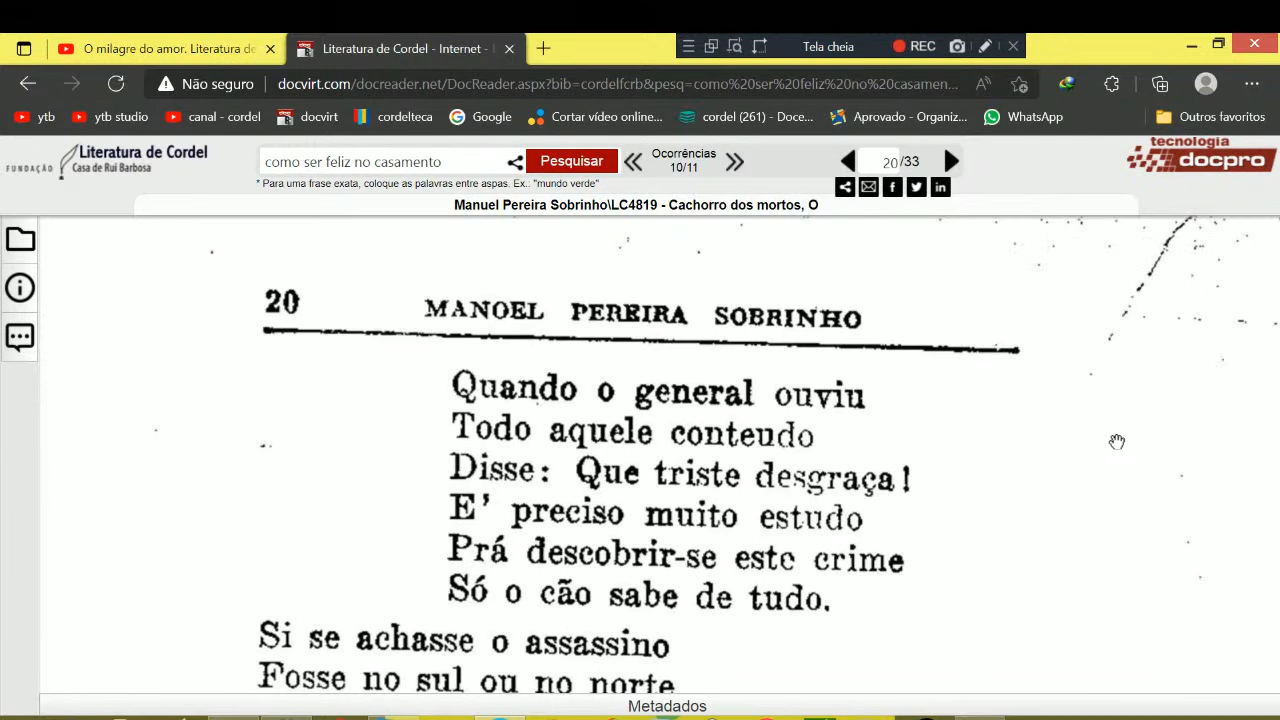 O milagre do amor. Literatura de
Literatura de Cordel - Internet -
Tela cheia
REC
Não seguro
docvirt.com/docreader.net/DocReader.aspx?bib=cordelfcrb&pesq=como%20ser%20feliz%20no%20casamen...
ytb
ytb studio
canal - cordel
docvirt
cordelteca
Google
Cortar vídeo online...
cordel (261) - Doce...
Aprovado - Organiz...
WhatsApp
Outros favoritos
FUNDAÇÃO
Literatura de Cordel
Casa de Rui Barbosa
como ser feliz no casamento
Pesquisar
Ocorrências
10/11
20 /33
tecnologia
docpro
* Para uma frase exata, coloque as palavras entre aspas. Ex.: "mundo verde"
Manuel Pereira Sobrinho\LC4819 - Cachorro dos mortos, O
20 MANOEL PEREIRA SOBRINHO
Quando o general ouviu
Todo aquele conteudo
Disse: Que triste desgraça!
E' preciso muito estudo
Prá descobrir-se este crime
Só o cão sabe de tudo.
Si se achasse o assassino
Fosse no sul ou no norte
Metadados